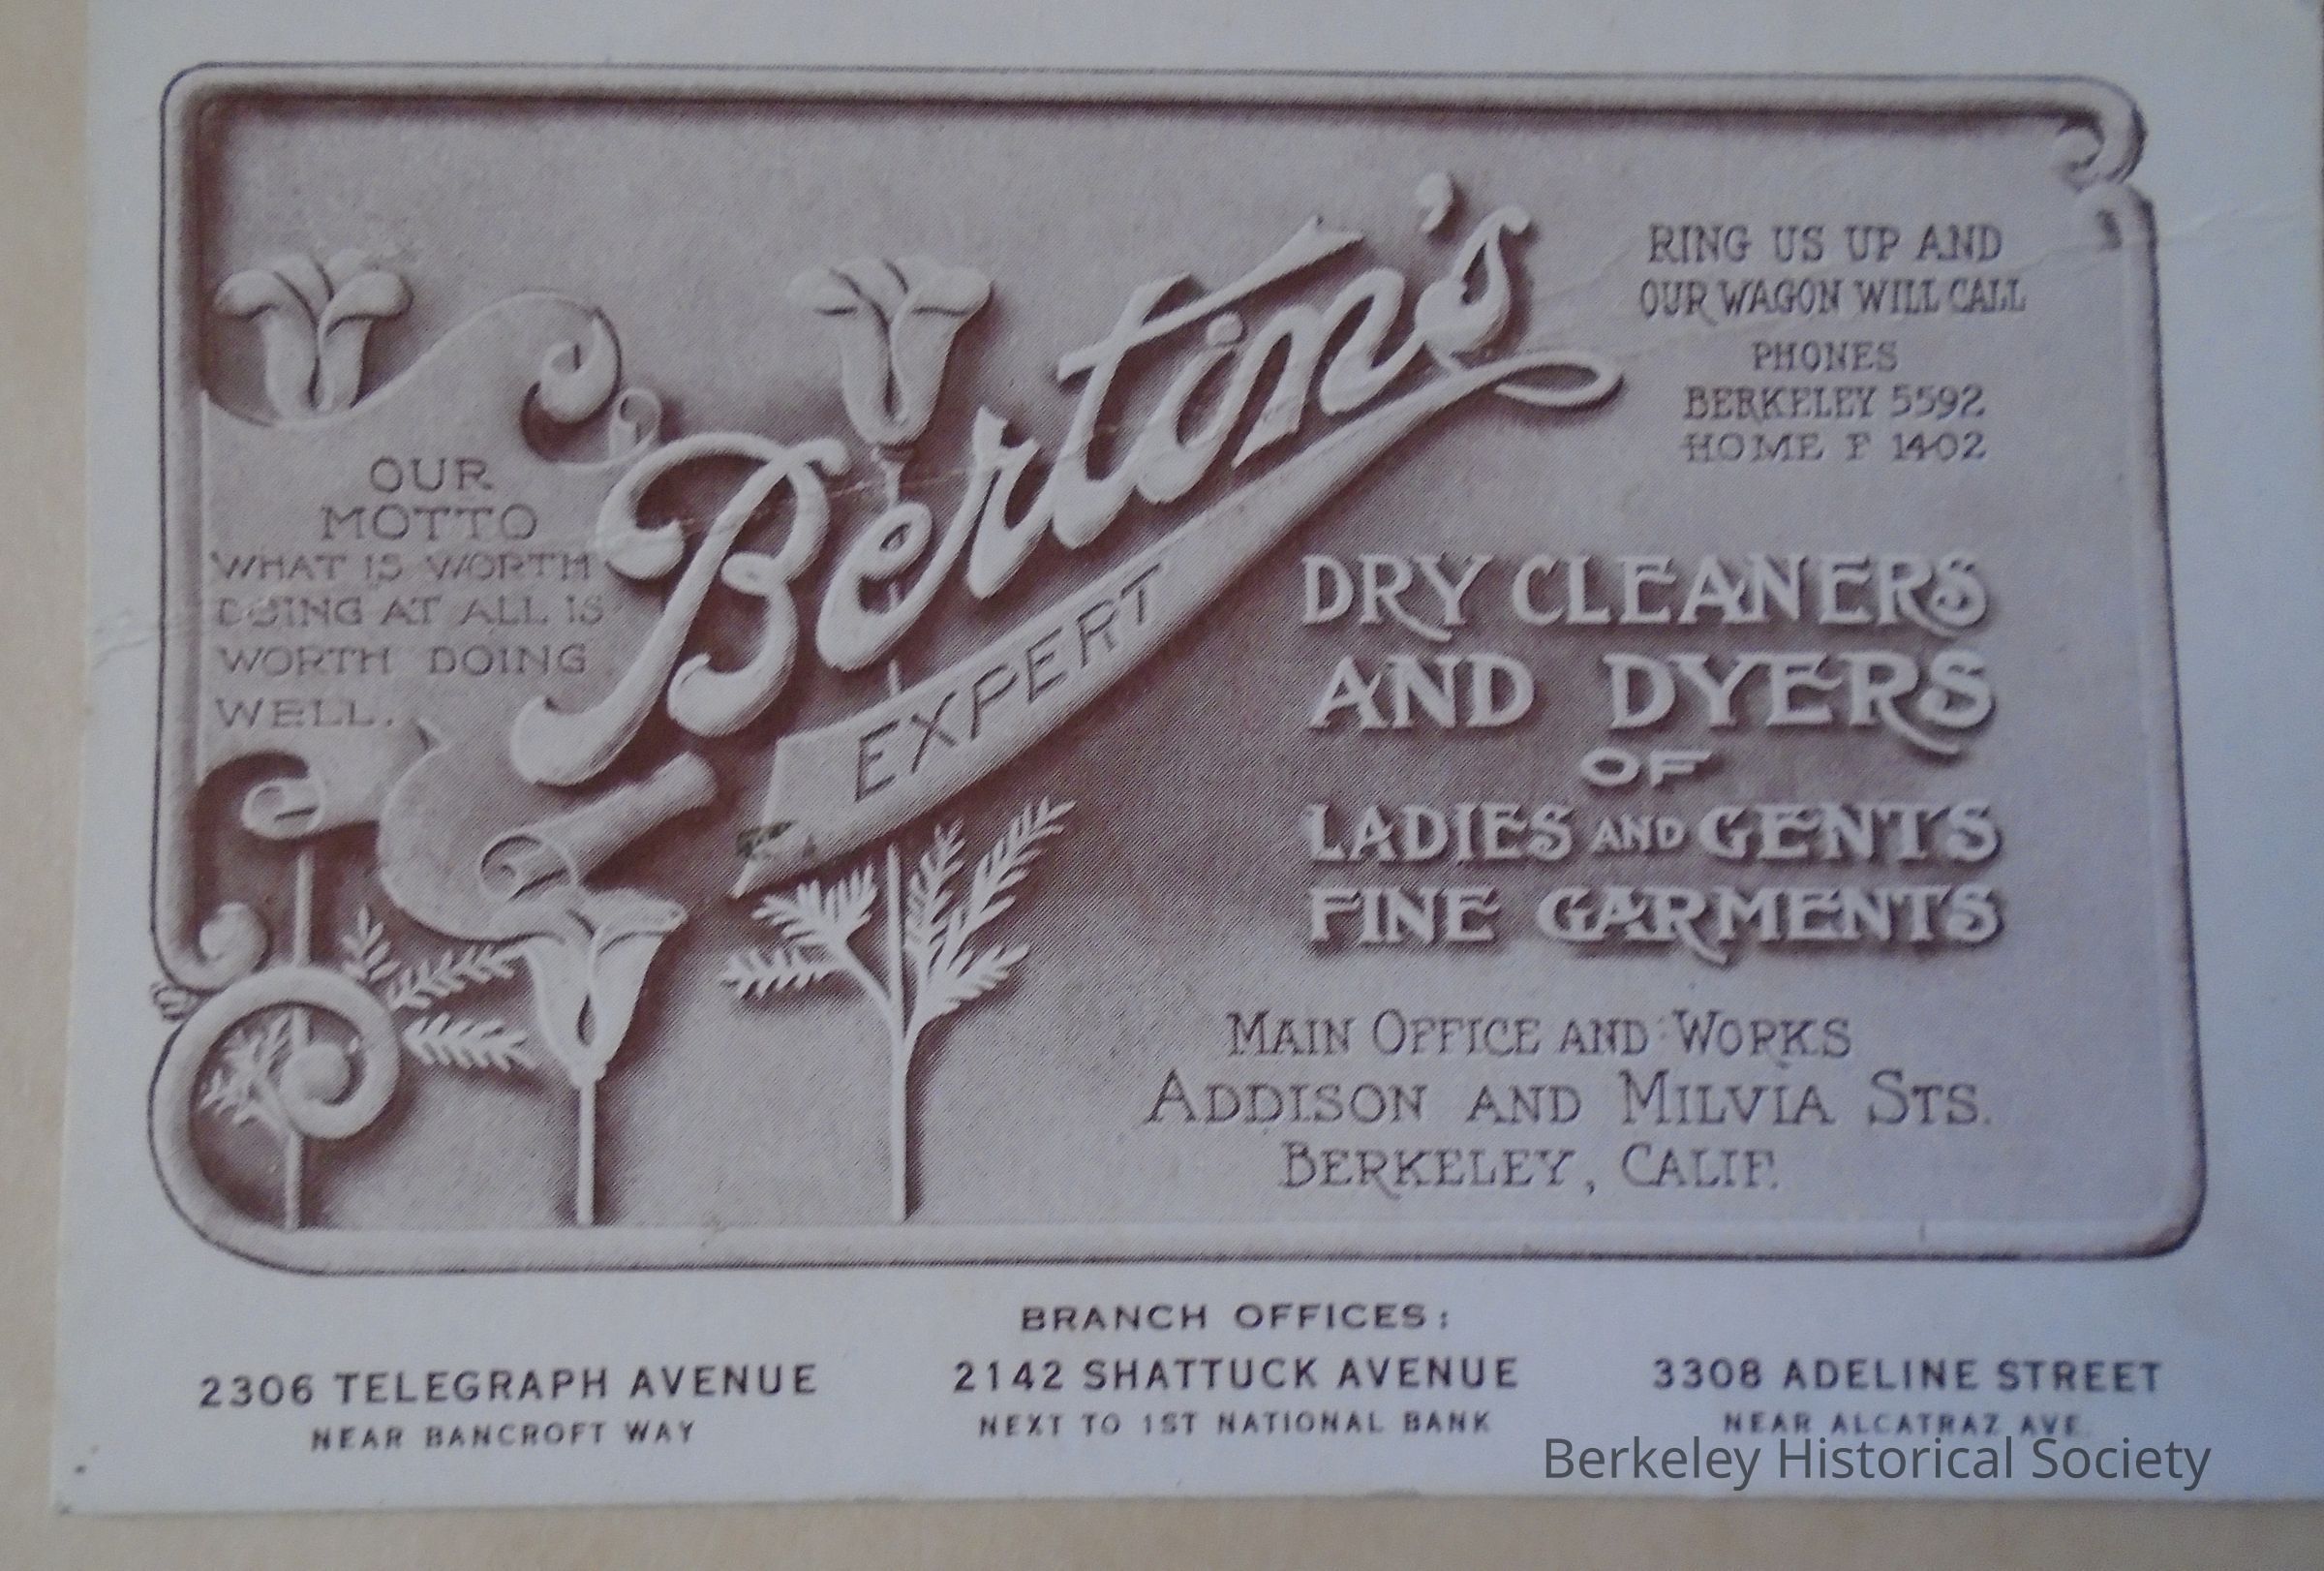 OUR
MOTTO
WHAT IS WORTH
DOING AT ALL IS
WORTH DOING
WELL.
Bertin's
EXPERT
RING US UP AND
OUR WAGON WILL CALL
PHONES
BERKELEY 5592
HOME F 1402
DRY CLEANERS
AND DYERS
OF
LADIES AND GENTS
FINE GARMENTS
MAIN OFFICE AND WORKS
ADDISON AND MILVIA STS.
BERKELEY, CALIF.
BRANCH OFFICES:
2306 TELEGRAPH AVENUE
NEAR BANCROFT WAY
2142 SHATTUCK AVENUE
NEXT TO 1ST NATIONAL BANK
3308 ADELINE STREET
NEAR ALCATRAZ AVE.
Berkeley Historical Society